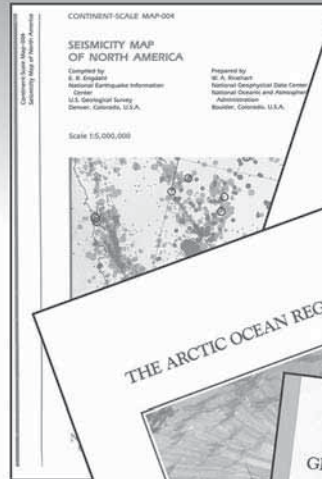 Continent-Scale Map-004
Seismicity Map of North America
CONTINENT-SCALE MAP-004
SEISMICITY MAP
OF NORTH AMERICA
Compiled by
E. R. Engdahl
National Earthquake Information
Center
U.S. Geological Survey
Denver, Colorado, U.S.A.
Prepared by
W. A. Rinehart
National Geophysical Data Center
National Oceanic and Atmospher
Administration
Boulder, Colorado, U.S.A.
Scale 1:5,000,000
THE ARCTIC OCEAN REG
GE